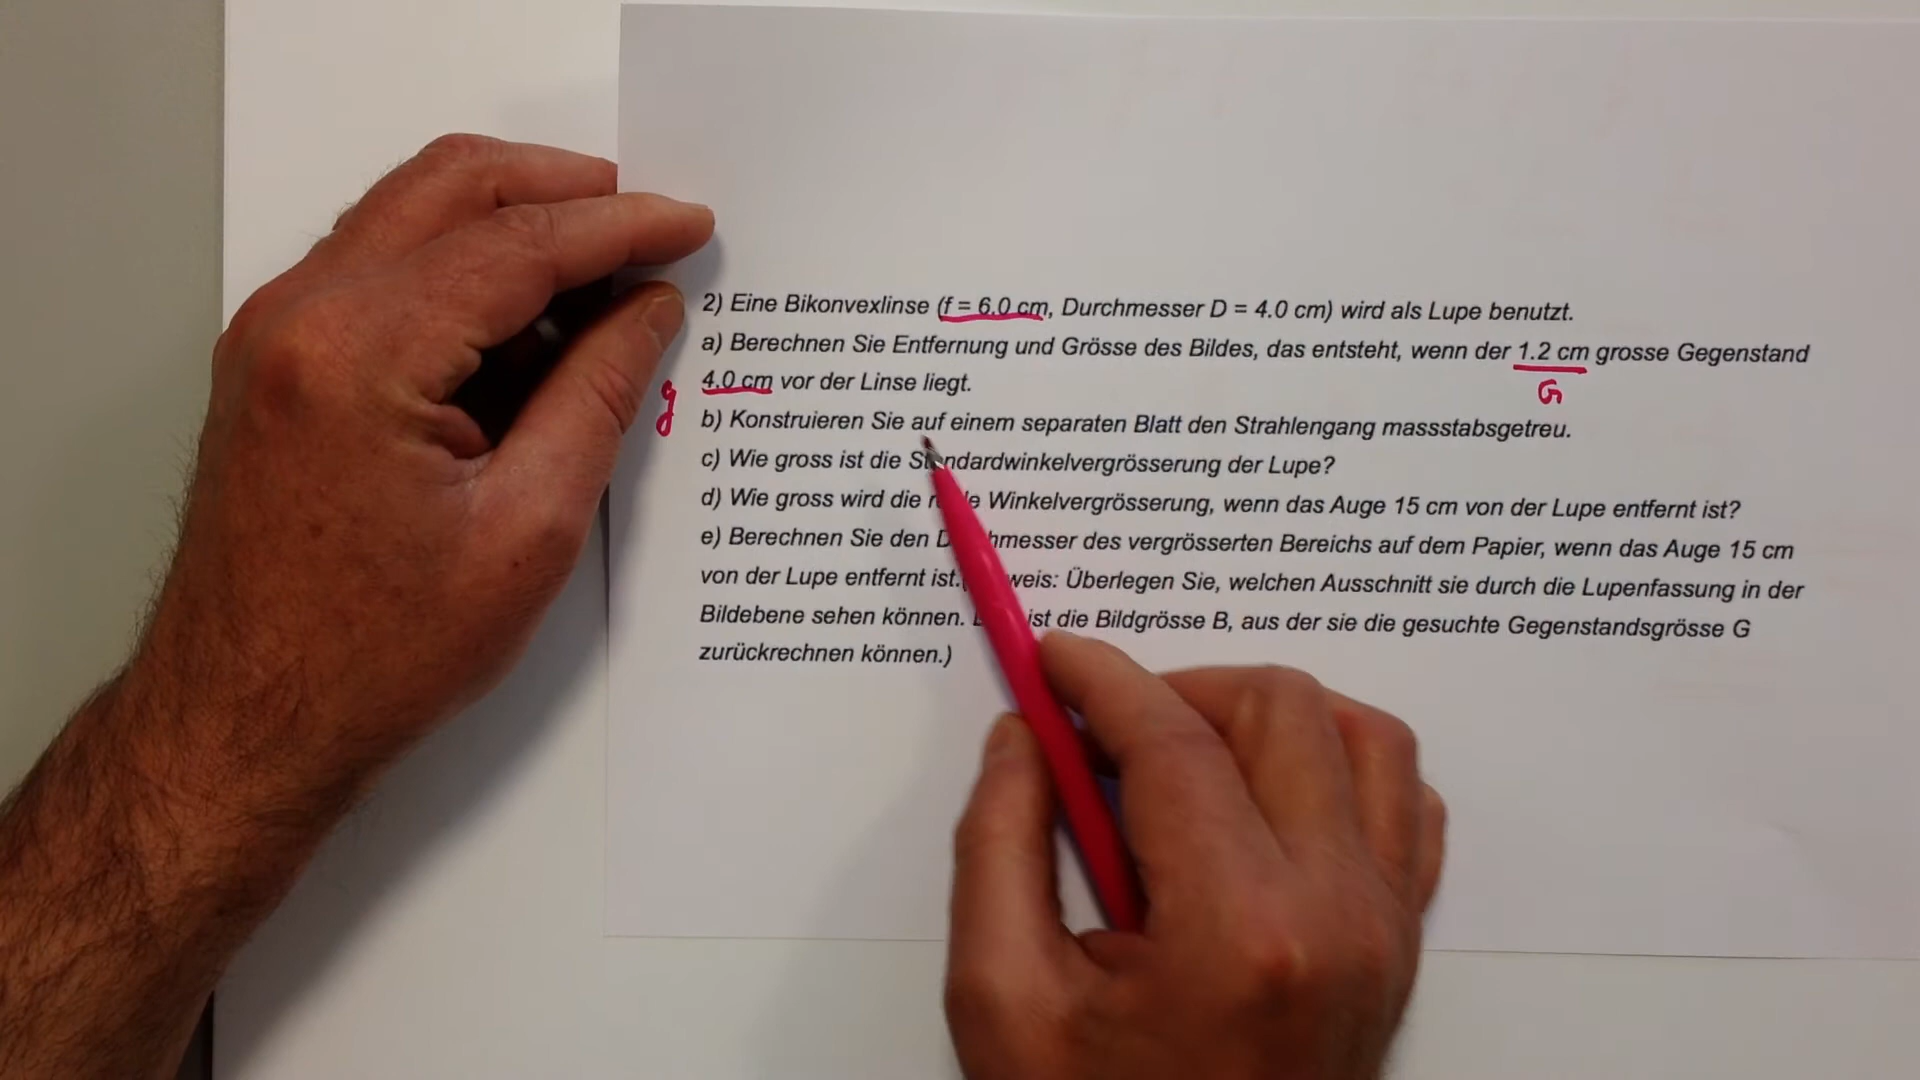 2) Eine Bikonvexlinse (f = 6.0 cm, Durchmesser D = 4.0 cm) wird als Lupe benutzt.
a) Berechnen Sie Entfernung und Grösse des Bildes, das entsteht, wenn der 1.2 cm grosse Gegenstand
G
4.0 cm vor der Linse liegt.
g
b) Konstruieren Sie auf einem separaten Blatt den Strahlengang massstabsgetreu.
c) Wie gross ist die Standardwinkelvergrösserung der Lupe?
d) Wie gross wird die Winkelvergrösserung, wenn das Auge 15 cm von der Lupe entfernt ist?
e) Berechnen Sie den Durchmesser des vergrösserten Bereichs auf dem Papier, wenn das Auge 15 cm
von der Lupe entfernt ist. Überlegen Sie, welchen Ausschnitt sie durch die Lupenfassung in der
Bildebene sehen können. ist die Bildgrösse B, aus der sie die gesuchte Gegenstandsgrösse G
zurückrechnen können.)